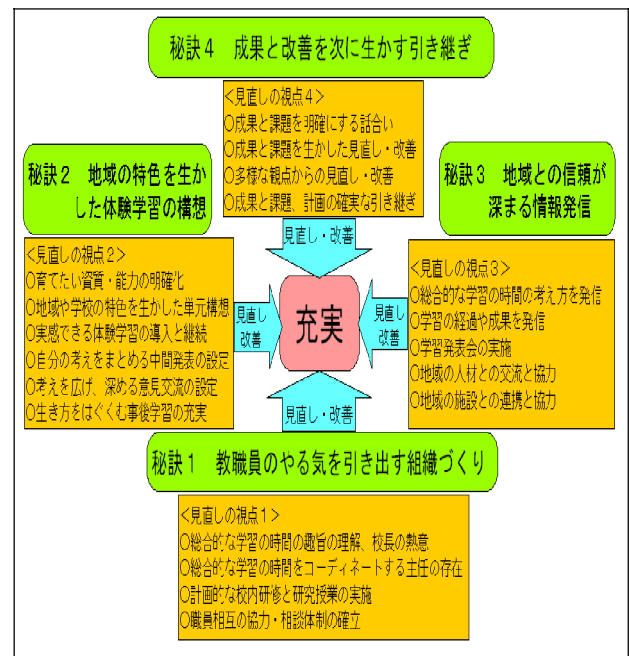 秘訣４　成果と改善を次に生かす引き継ぎ
＜見直しの視点４＞
○成果と課題を明確にする話合い
○成果と課題を生かした見直し・改善
○多様な観点からの見直し・改善
○成果と課題、計画の確実な引き継ぎ
秘訣２　地域の特色を生か
した体験学習の構想
＜見直しの視点２＞
○育てたい資質・能力の明確化
○地域や学校の特色を生かした単元構想
○実感できる体験学習の導入と継続
○自分の考えをまとめる中間発表の設定
○考えを広げ、深める意見交流の設定
○生き方をはぐくむ事後学習の充実
秘訣３　地域との信頼が
深まる情報発信
＜見直しの視点３＞
○総合的な学習の時間の考え方を発信
○学習の経過や成果を発信
○学習発表会の実施
○地域の人材との交流と協力
○地域の施設との連携と協力
見直し・改善
見直し
改善
充実
見直し
改善
見直し・改善
秘訣１　教職員のやる気を引き出す組織づくり
＜見直しの視点１＞
○総合的な学習の時間の趣旨の理解、校長の熱意
○総合的な学習の時間をコーディネートする主任の存在
○計画的な校内研修と研究授業の実施
○職員相互の協力・相談体制の確立